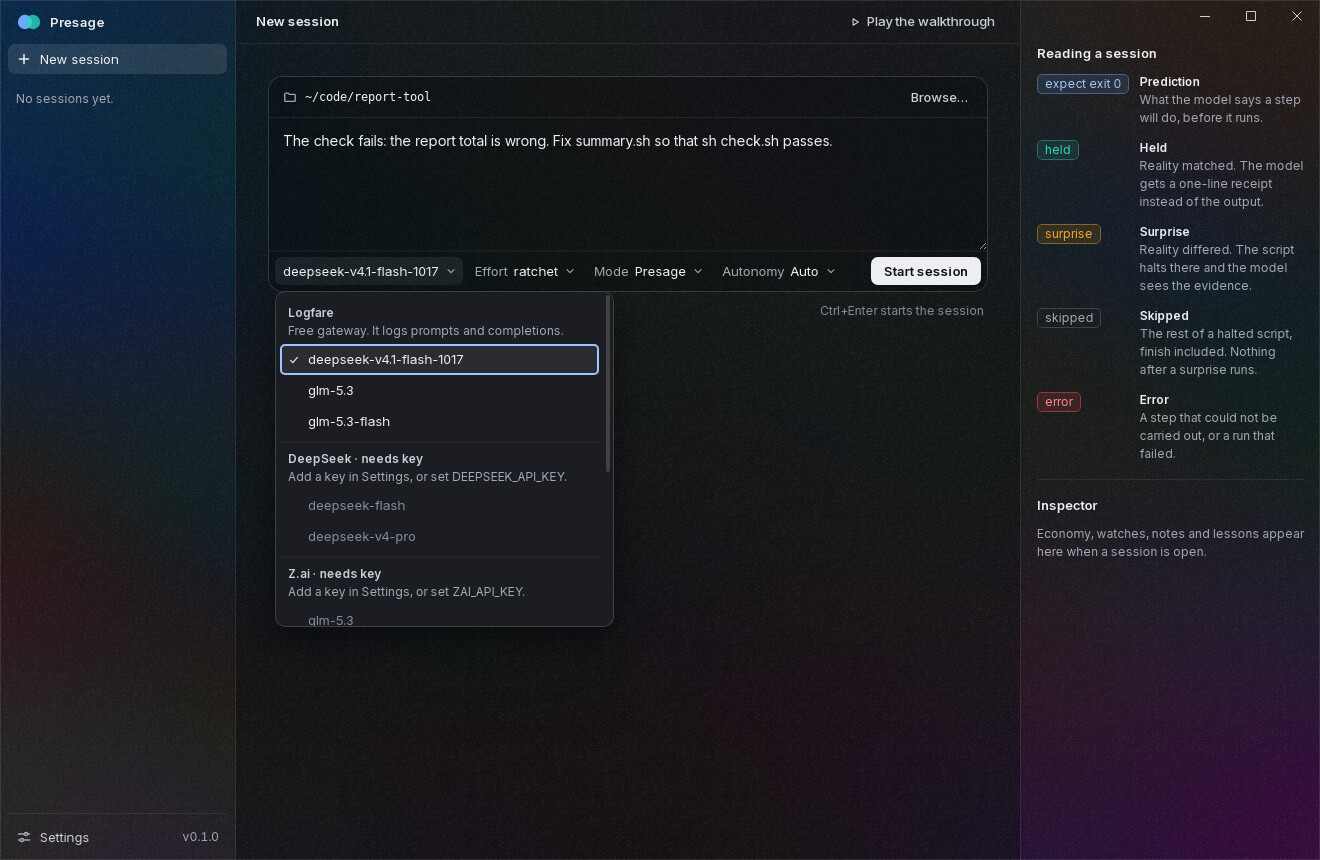 Presage
New session
No sessions yet.
Settings
v0.1.0
New session
Play the walkthrough
~/code/report-tool
Browse…
The check fails: the report total is wrong. Fix summary.sh so that sh check.sh passes.
deepseek-v4.1-flash-1017
Effort ratchet
Mode Presage
Autonomy Auto
Start session
Ctrl+Enter starts the session
Logfare
Free gateway. It logs prompts and completions.
deepseek-v4.1-flash-1017
glm-5.3
glm-5.3-flash
DeepSeek · needs key
Add a key in Settings, or set DEEPSEEK_API_KEY.
deepseek-flash
deepseek-v4-pro
Z.ai · needs key
Add a key in Settings, or set ZAI_API_KEY.
glm-5.3
Reading a session
expect exit 0
Prediction
What the model says a step
will do, before it runs.
held
Held
Reality matched. The model
gets a one-line receipt
instead of the output.
surprise
Surprise
Reality differed. The script
halts there and the model
sees the evidence.
skipped
Skipped
The rest of a halted script,
finish included. Nothing
after a surprise runs.
error
Error
A step that could not be
carried out, or a run that
failed.
Inspector
Economy, watches, notes and lessons appear
here when a session is open.